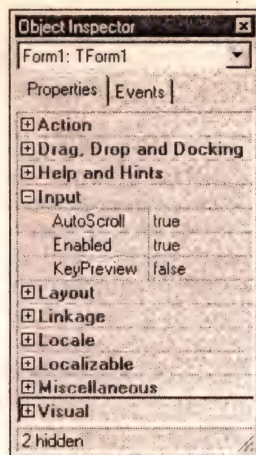 Object Inspector
Form1: TForm1
Properties Events
Action
Drag, Drop and Docking
Help and Hints
Input
AutoScroll true
Enabled true
KeyPreview false
Layout
Linkage
Locale
Localizable
Miscellaneous
Visual
2 hidden